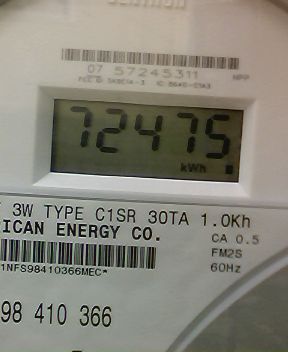 07 57245311 NPP
72475
kWh
3W TYPE C1SR 30TA 1.0Kh
ICAN ENERGY CO.
CA 0.5
FM2S
60Hz
1NFS98410366MEC*
98 410 366